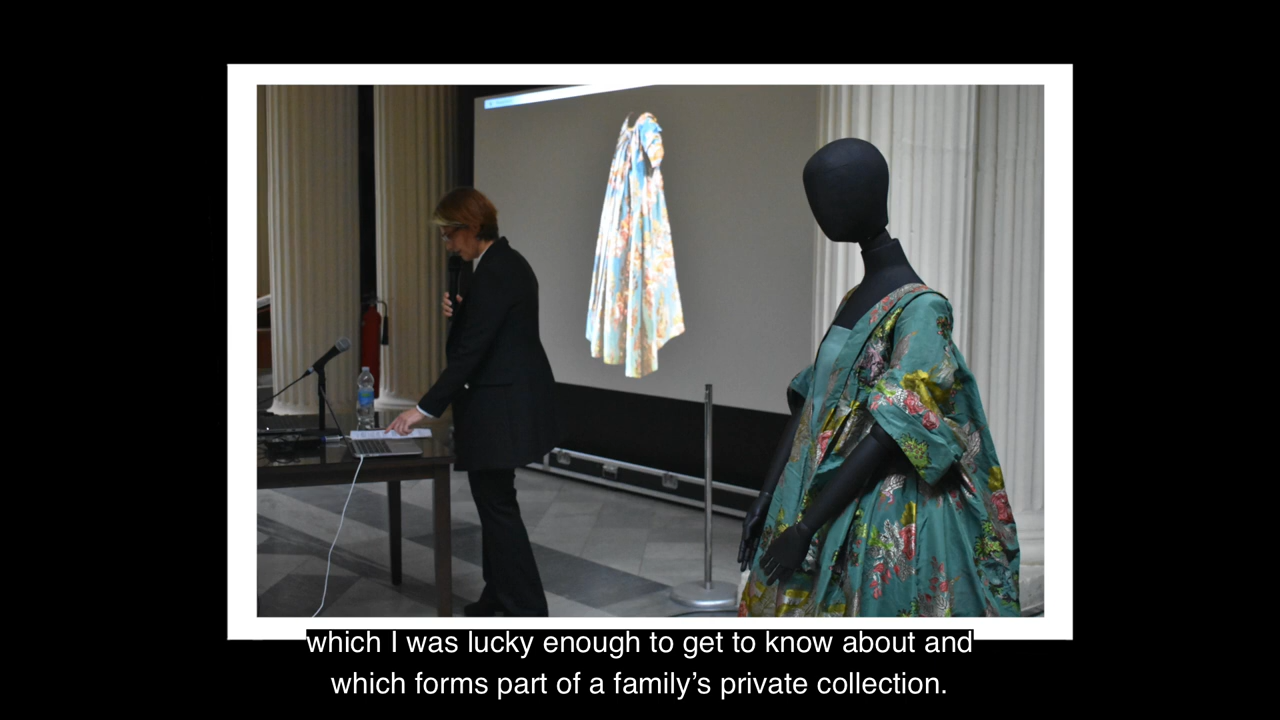 which I was lucky enough to get to know about and
which forms part of a family’s private collection.